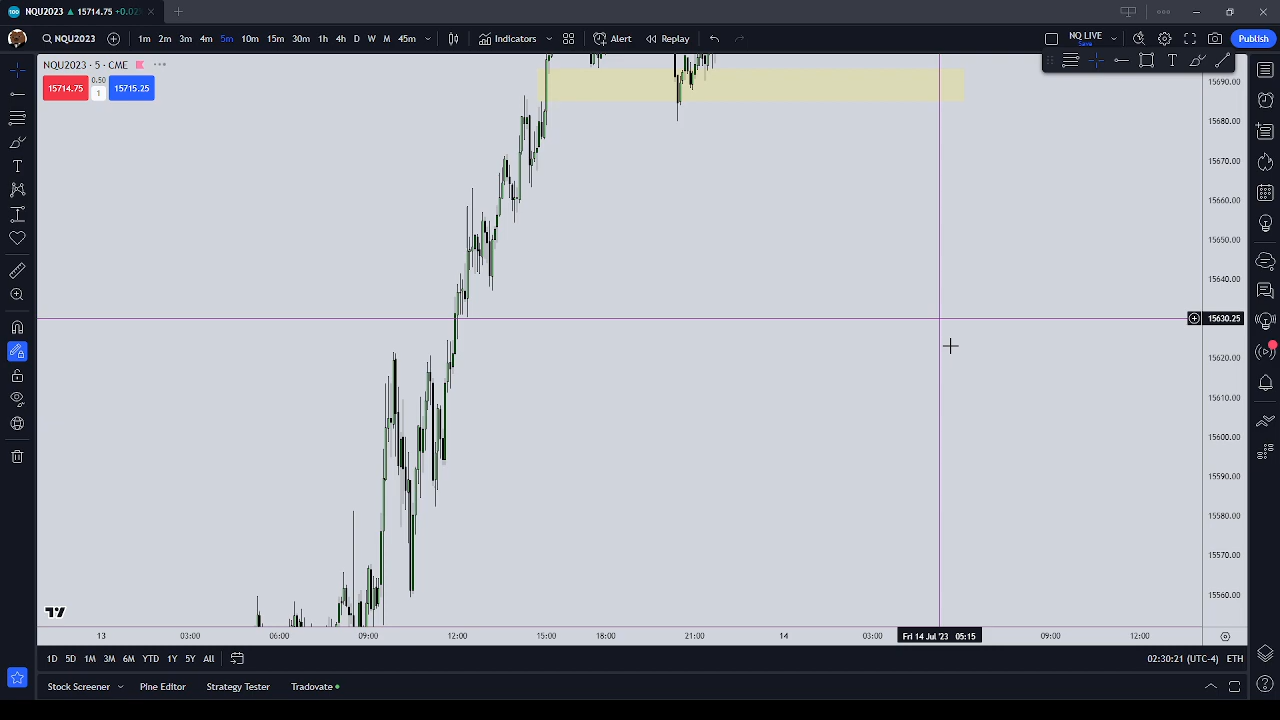 NQU2023 ▲ 15714.75 +0.02
NQU2023 1m 2m 3m 4m 5m 10m 15m 30m 1h 4h D W M 45m Indicators Alert Replay NQ LIVE Save Publish
NQU2023 · 5 · CME
15714.75 0.50 1 15715.25
15690.00
15680.00
15670.00
15660.00
15650.00
15640.00
15630.25
15620.00
15610.00
15600.00
15590.00
15580.00
15570.00
15560.00
13 03:00 06:00 09:00 12:00 15:00 18:00 21:00 14 03:00 Fri 14 Jul '23 05:15 09:00 12:00
1D 5D 1M 3M 6M YTD 1Y 5Y All 02:30:21 (UTC-4) ETH
Stock Screener Pine Editor Strategy Tester Tradovate